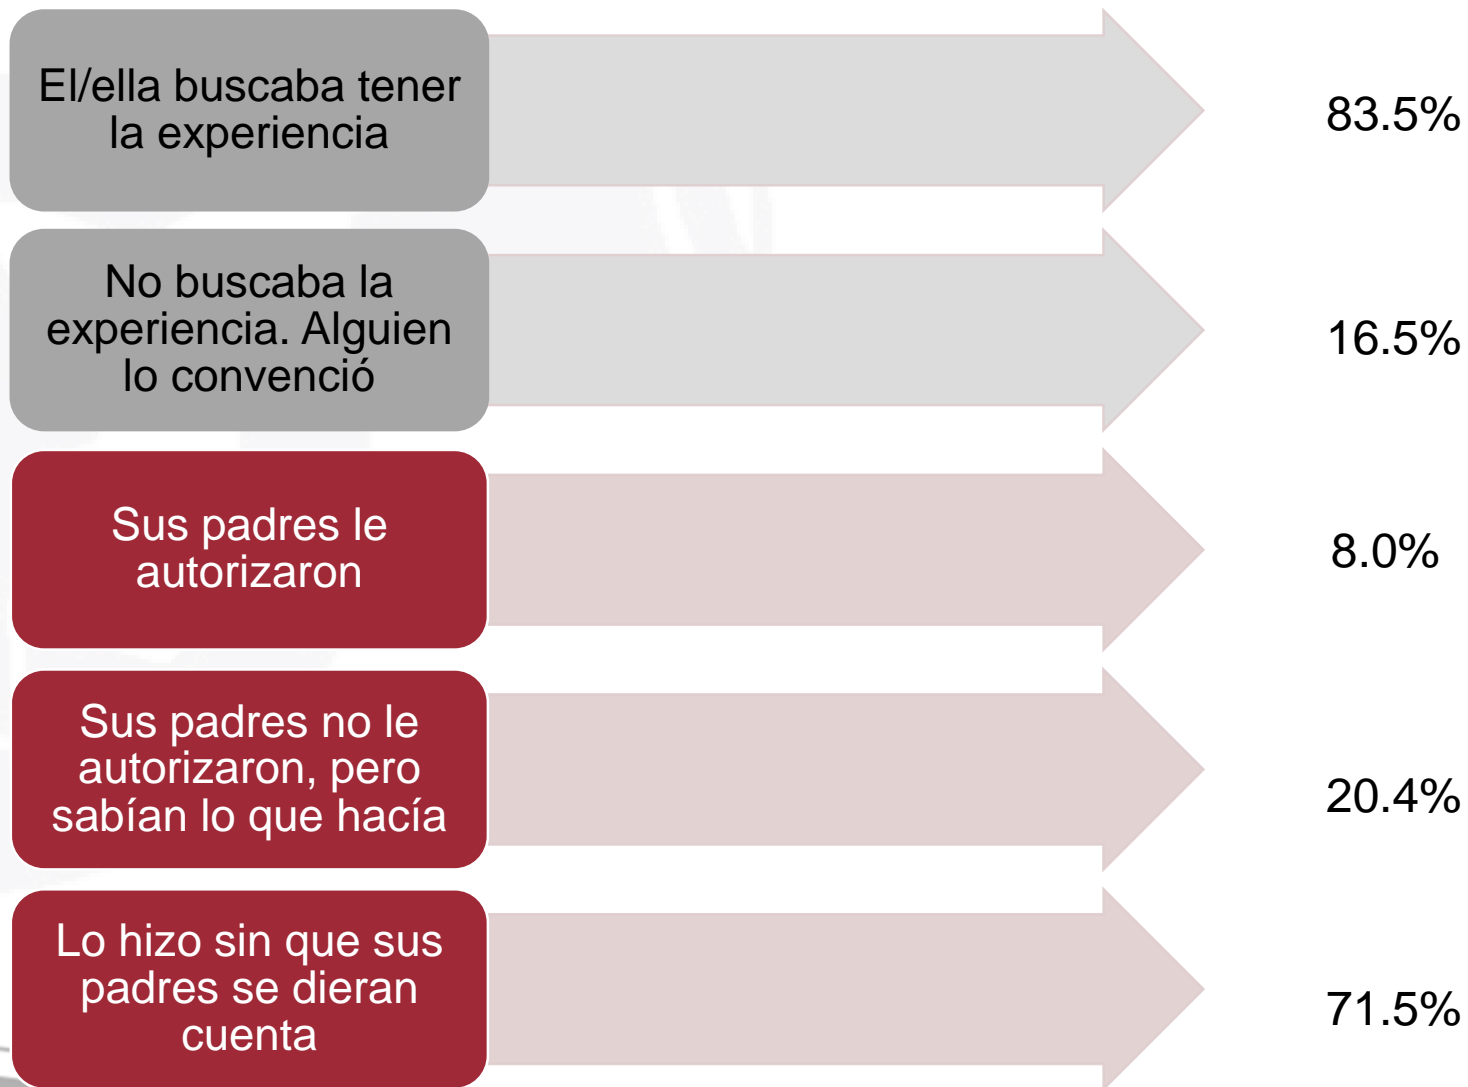 El/ella buscaba tener
la experiencia
83.5%
No buscaba la
experiencia. Alguien
lo convenció
16.5%
Sus padres le
autorizaron
8.0%
Sus padres no le
autorizaron, pero
sabían lo que hacía
20.4%
Lo hizo sin que sus
padres se dieran
cuenta
71.5%